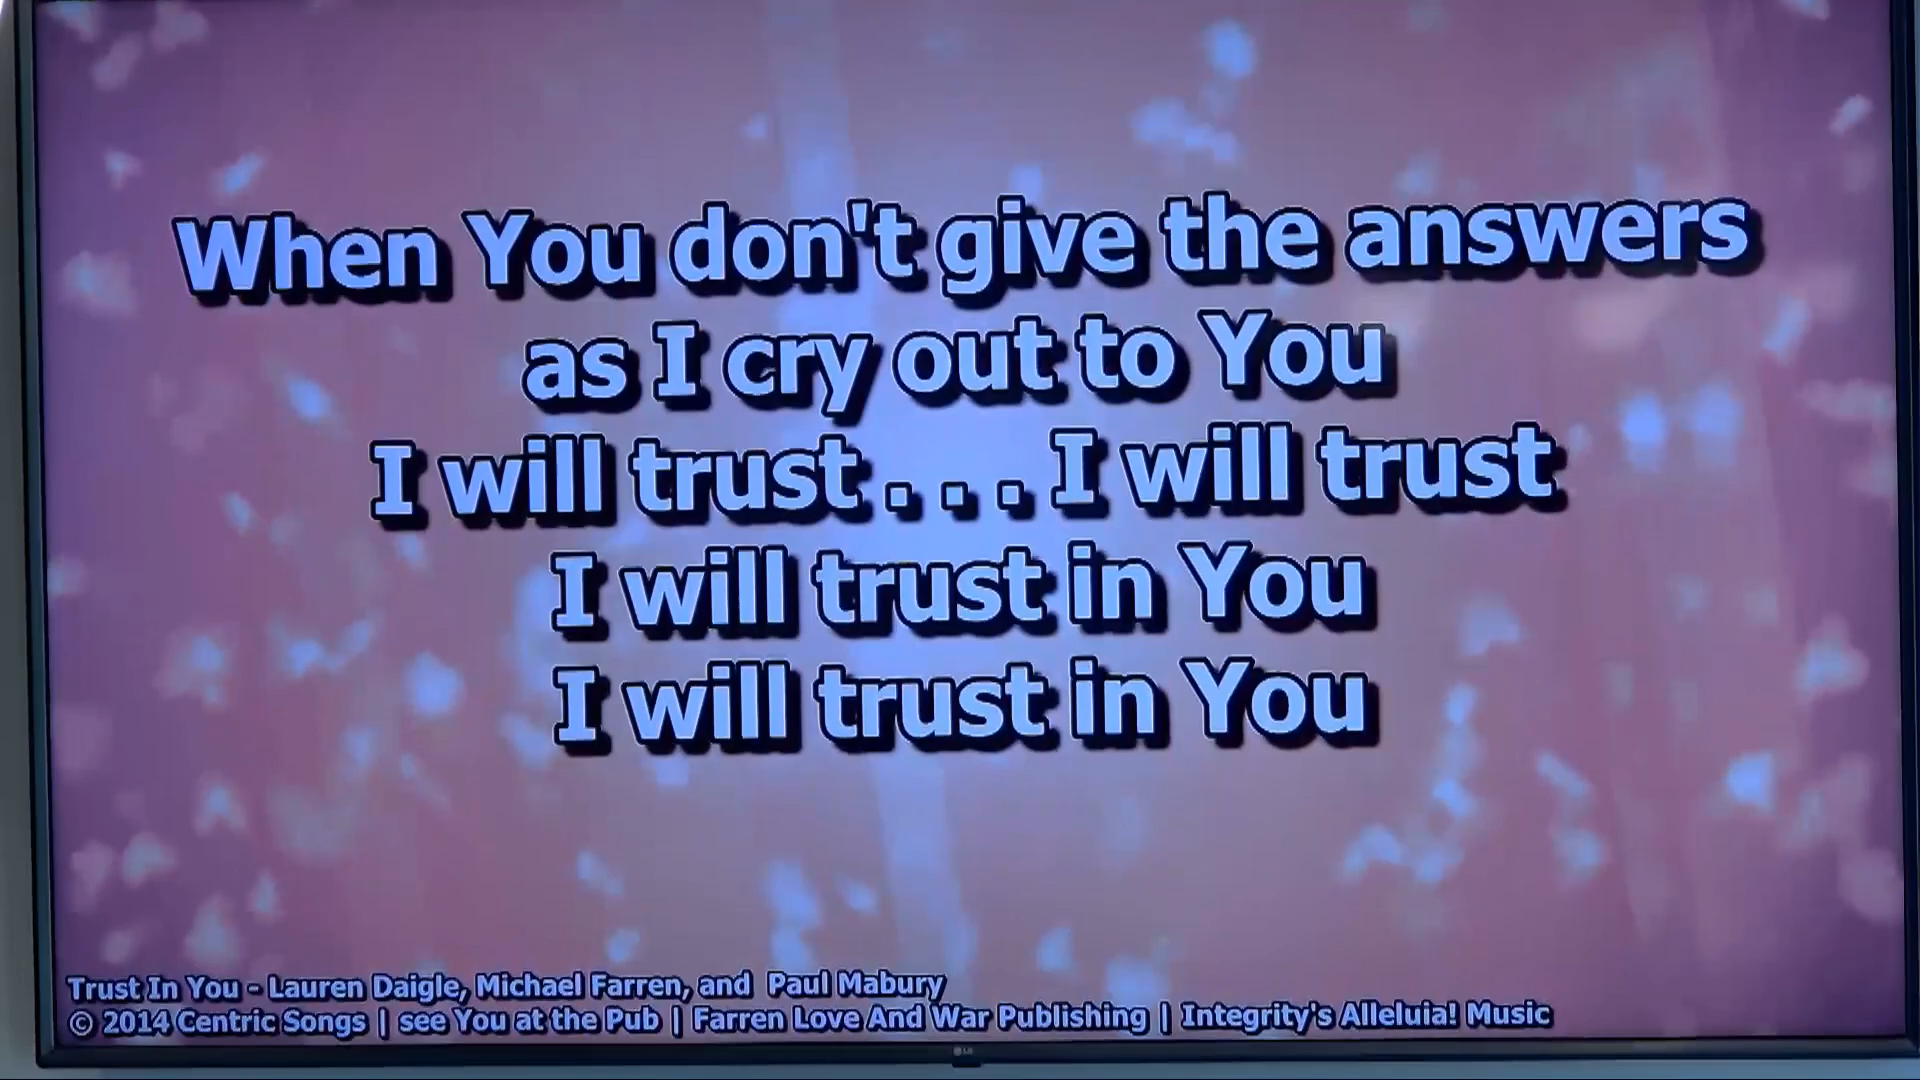 When You don't give the answers
as I cry out to You
I will trust . . . I will trust
I will trust in You
I will trust in You
Trust In You - Lauren Daigle, Michael Farren, and Paul Mabury
© 2014 Centric Songs | see You at the Pub | Farren Love And War Publishing | Integrity's Alleluia! Music
LG